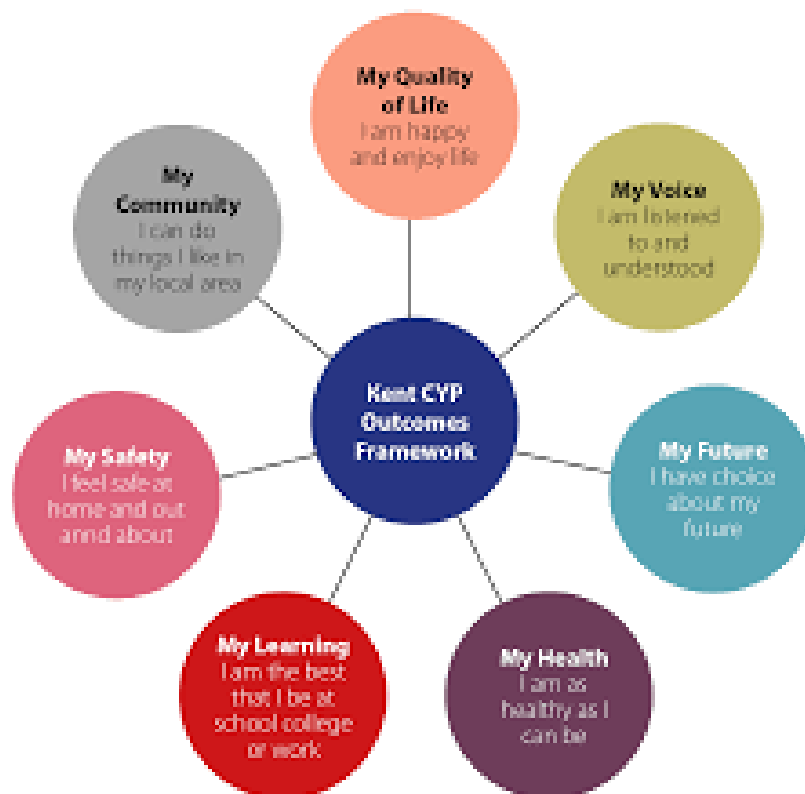 My Quality
of Life
I am happy
and enjoy life
My Voice
I am listened
to and
understood
My Future
I have choice
about my
future
My Health
I am as
healthy as I
can be
My Learning
I am the best
that I be at
school college
or work
My Safety
I feel safe at
home and out
annd about
My
Community
I can do
things I like in
my local area
Kent CYP
Outcomes
Framework